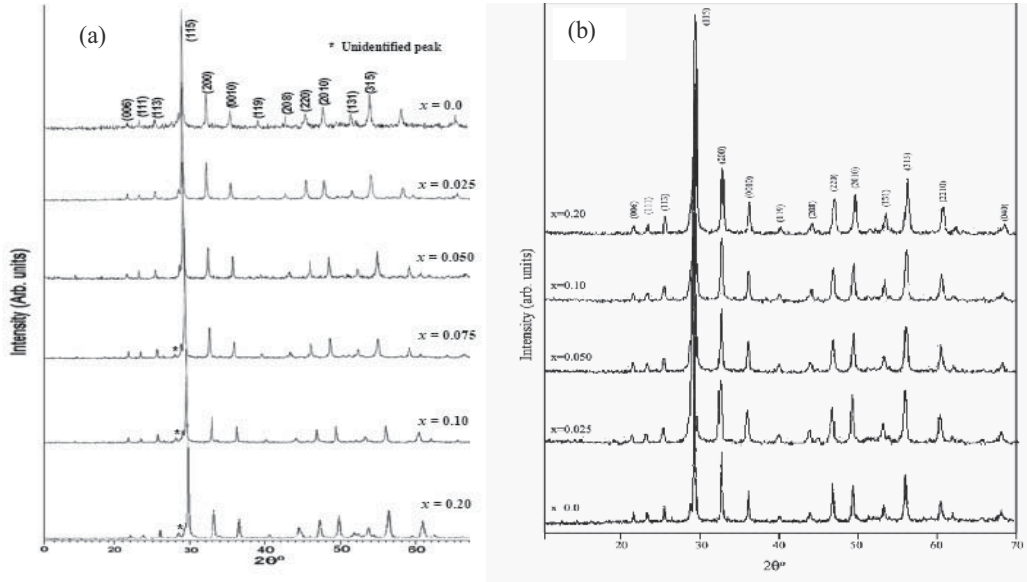 (a)
(115)
* Unidentified peak
(006)
(111)
(113)
(200)
(0010)
(119)
(208)
(220)
(2010)
(131)
(315)
x = 0.0
x = 0.025
x = 0.050
x = 0.075
*
x = 0.10
*
*
x = 0.20
*
Intensity (Arb. units)
0 20 30 40 50 60
2θ°
(b)
(115)
(006)
(111)
(113)
(200)
(0010)
(119)
(208)
(220)
(2010)
(131)
(315)
(2210)
(040)
x=0.20
x=0.10
x=0.050
x=0.025
x 0.0
Intensity (arb. units)
20 30 40 50 60 70
2θ°